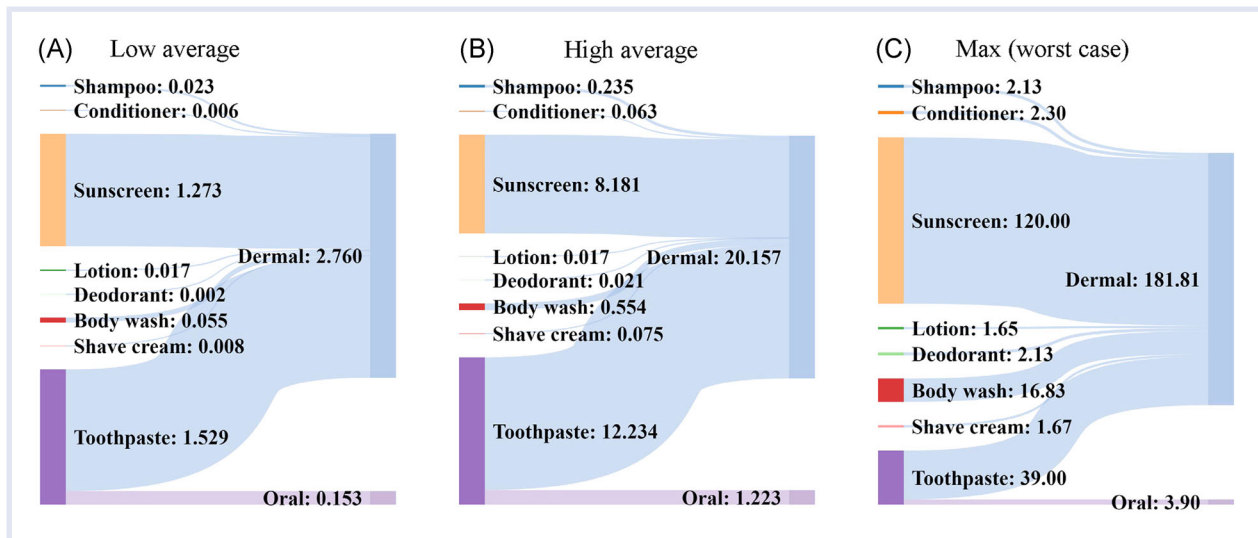 (A) Low average
Shampoo: 0.023
Conditioner: 0.006
Sunscreen: 1.273
Dermal: 2.760
Lotion: 0.017
Deodorant: 0.002
Body wash: 0.055
Shave cream: 0.008
Toothpaste: 1.529
Oral: 0.153
(B) High average
Shampoo: 0.235
Conditioner: 0.063
Sunscreen: 8.181
Lotion: 0.017
Dermal: 20.157
Deodorant: 0.021
Body wash: 0.554
Shave cream: 0.075
Toothpaste: 12.234
Oral: 1.223
(C) Max (worst case)
Shampoo: 2.13
Conditioner: 2.30
Sunscreen: 120.00
Dermal: 181.81
Lotion: 1.65
Deodorant: 2.13
Body wash: 16.83
Shave cream: 1.67
Toothpaste: 39.00
Oral: 3.90